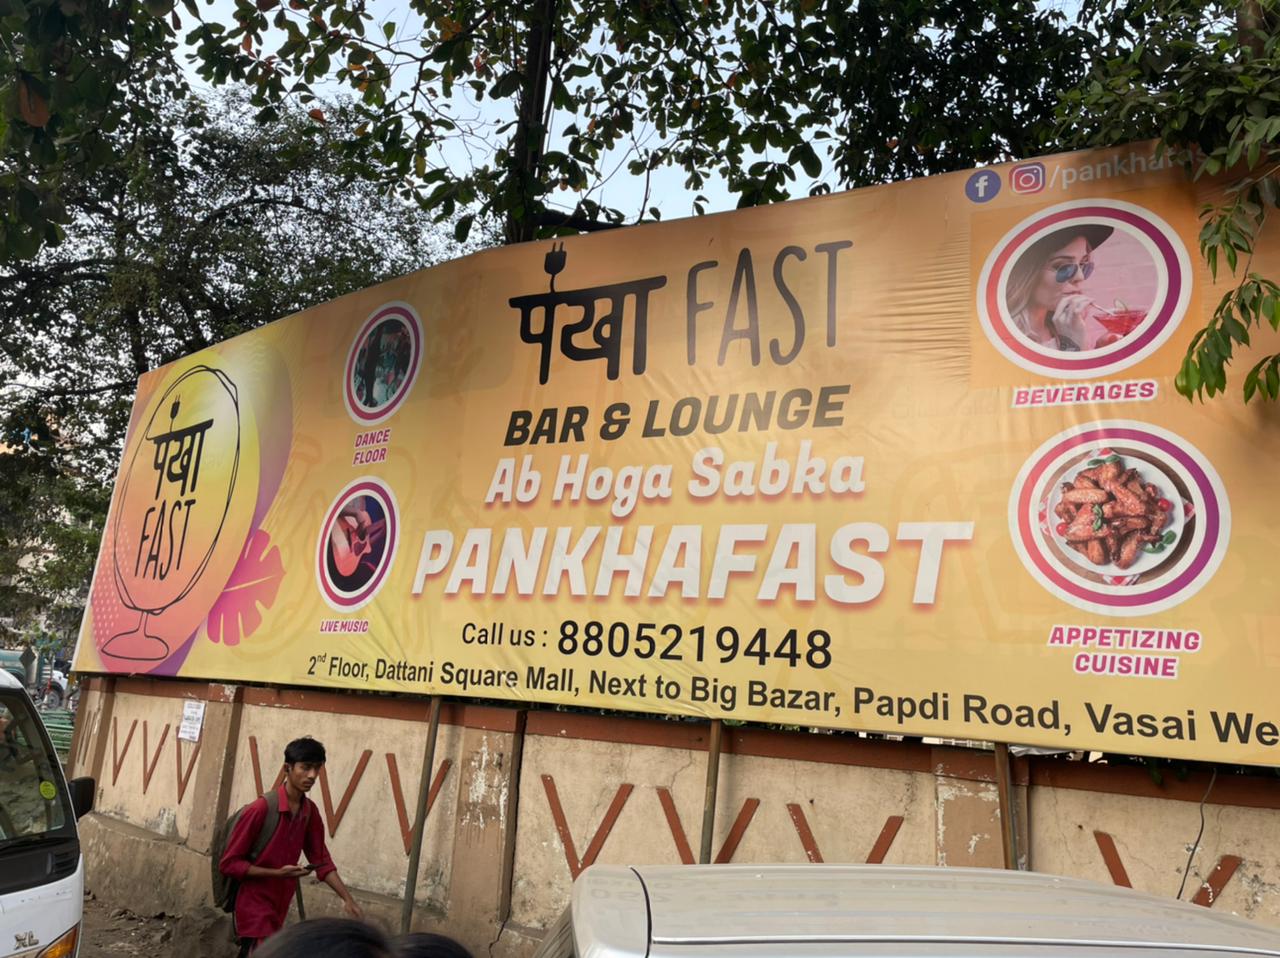 /pankhafas
पंखा FAST
BAR & LOUNGE
Ab Hoga Sabka
PANKHAFAST
Call us : 8805219448
2nd Floor, Dattani Square Mall, Next to Big Bazar, Papdi Road, Vasai We
पंखा
FAST
DANCE
FLOOR
LIVE MUSIC
BEVERAGES
APPETIZING
CUISINE
XL